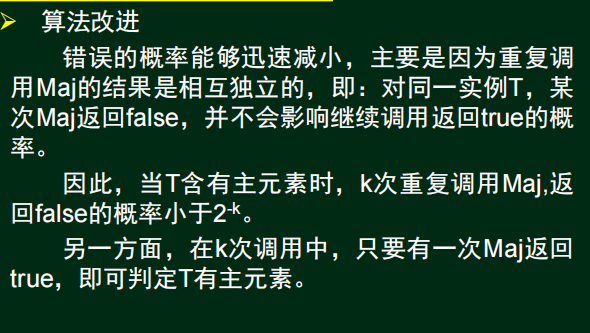 ➢ 算法改进
错误的概率能够迅速减小，主要是因为重复调
用Maj的结果是相互独立的，即：对同一实例T，某
次Maj返回false，并不会影响继续调用返回true的概
率。
因此，当T含有主元素时，k次重复调用Maj,返
回false的概率小于2⁻ᵏ。
另一方面，在k次调用中，只要有一次Maj返回
true，即可判定T有主元素。